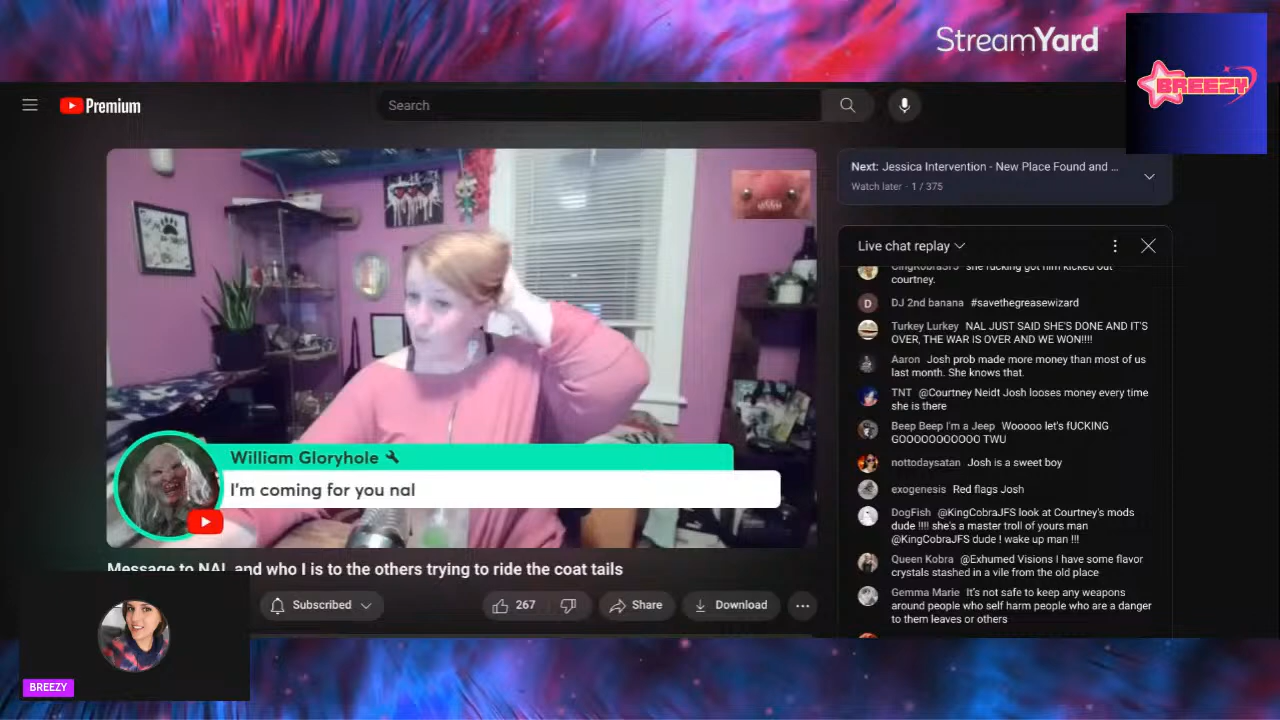 StreamYard
BREEZY
Premium
Search
Next: Jessica Intervention - New Place Found and ...
Watch later · 1 / 375
Live chat replay
courtney.
DJ 2nd banana #savethegreasewizard
Turkey Lurkey NAL JUST SAID SHE'S DONE AND IT'S
OVER, THE WAR IS OVER AND WE WON!!!!
Aaron Josh prob made more money than most of us
last month. She knows that.
TNT @Courtney Neidt Josh looses money every time
she is there
Beep Beep I'm a Jeep Wooooo let's fUCKING
GOOOOOOOOOOO TWU
nottodaysatan Josh is a sweet boy
exogenesis Red flags Josh
DogFish @KingCobraJFS look at Courtney's mods
dude !!!! she's a master troll of yours man
@KingCobraJFS dude ! wake up man !!!
Queen Kobra @Exhumed Visions I have some flavor
crystals stashed in a vile from the old place
Gemma Marie It's not safe to keep any weapons
around people who self harm people who are a danger
to them leaves or others
William Gloryhole
I'm coming for you nal
Message to NAL and who I is to the others trying to ride the coat tails
Subscribed
267
Share
Download
BREEZY